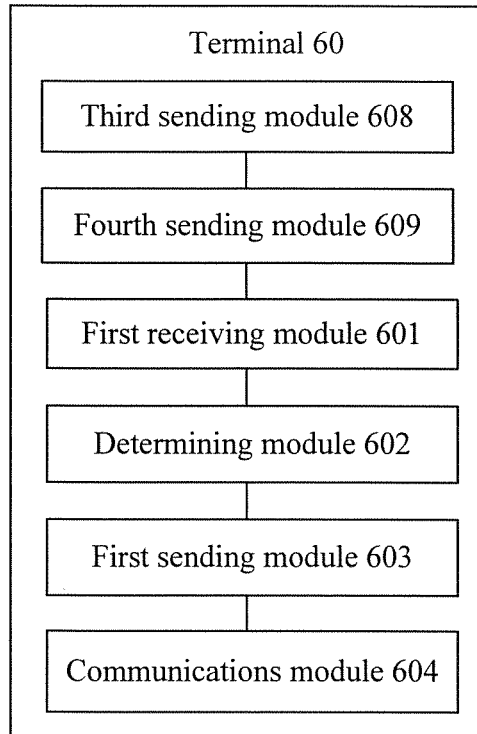 Terminal 60
Third sending module 608
Fourth sending module 609
First receiving module 601
Determining module 602
First sending module 603
Communications module 604